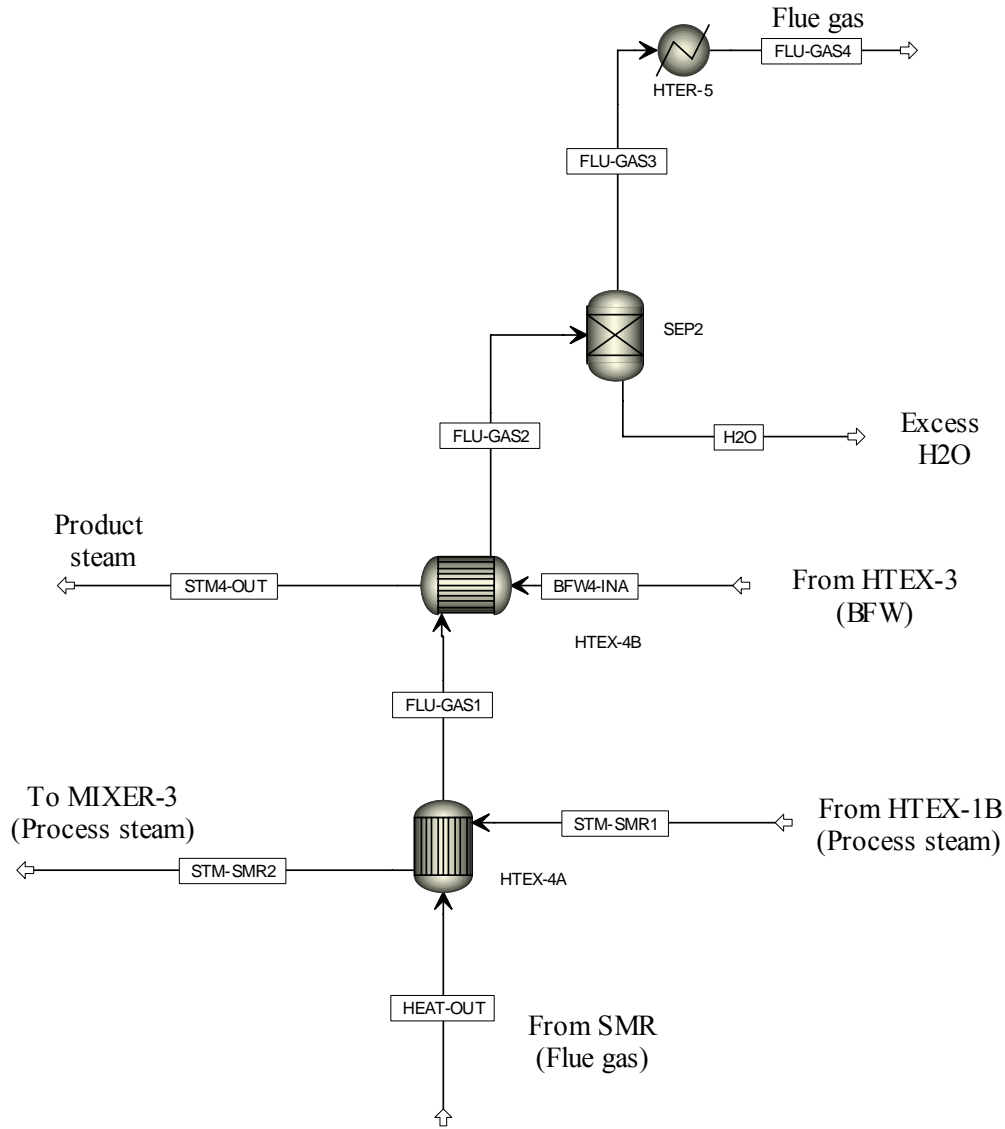 Flue gas
FLU-GAS4
HTER-5
FLU-GAS3
SEP2
Excess
H2O
H2O
FLU-GAS2
Product
steam
STM4-OUT
BFW4-INA
From HTEX-3
(BFW)
HTEX-4B
FLU-GAS1
To MIXER-3
(Process steam)
STM-SMR1
From HTEX-1B
(Process steam)
STM-SMR2
HTEX-4A
HEAT-OUT
From SMR
(Flue gas)